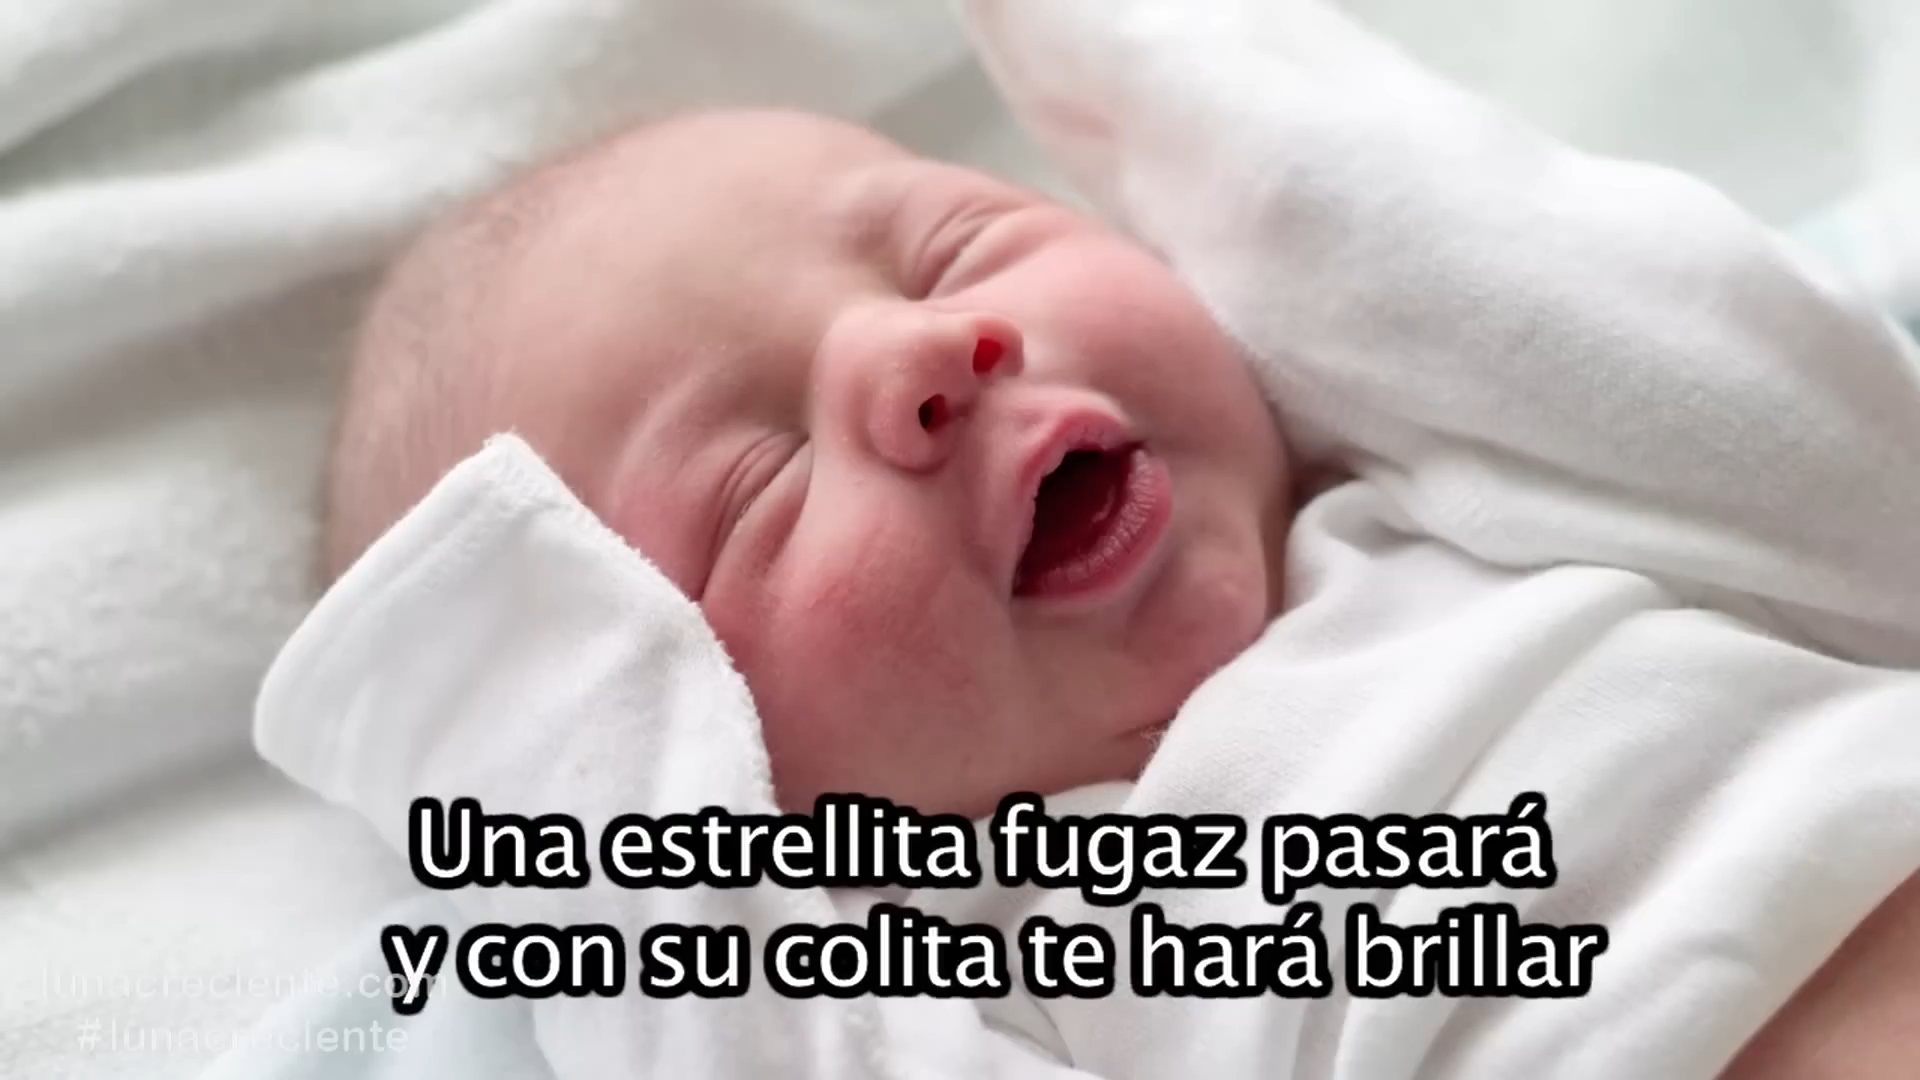 Una estrellita fugaz pasará
y con su colita te hará brillar
lunacreciente.com
#lunacreciente